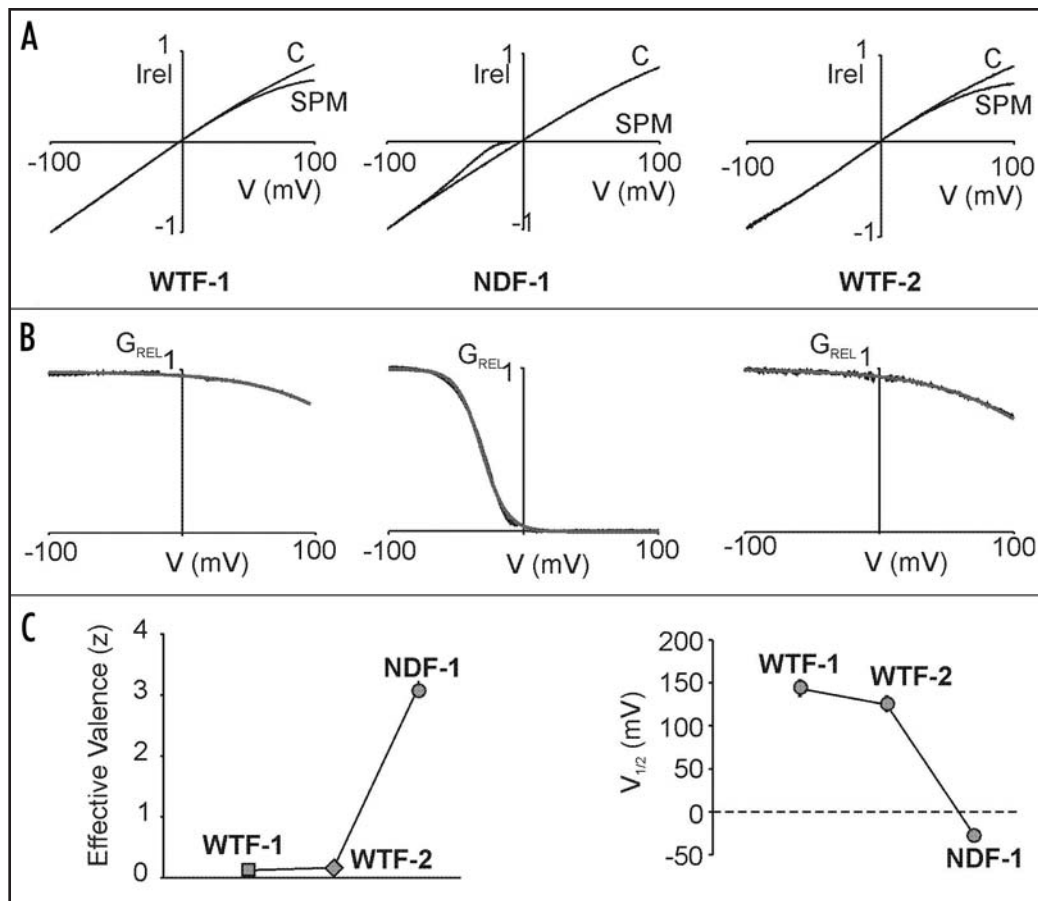 A
1
Irel
C
SPM
-100
100
V (mV)
-1
WTF-1
1
Irel
C
SPM
-100
100
V (mV)
-1
NDF-1
1
Irel
C
SPM
-100
100
V (mV)
-1
WTF-2
B
GREL 1
-100
100
V (mV)
GREL 1
-100
100
V (mV)
GREL 1
-100
100
V (mV)
C
Effective Valence (z)
4
3
2
1
0
WTF-1
WTF-2
NDF-1
V1/2 (mV)
200
150
100
50
0
-50
WTF-1
WTF-2
NDF-1